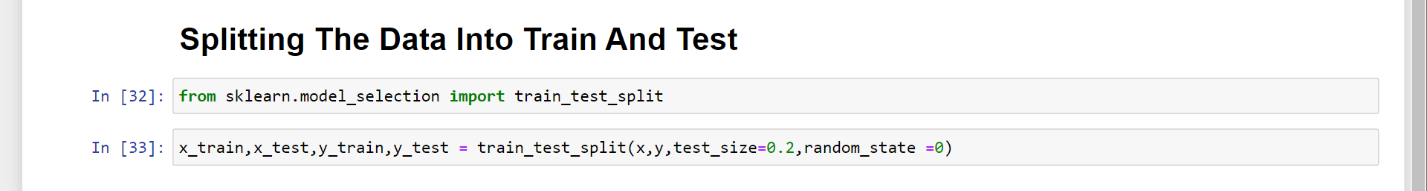 Splitting The Data Into Train And Test
In [32]: from sklearn.model_selection import train_test_split
In [33]: x_train,x_test,y_train,y_test = train_test_split(x,y,test_size=0.2,random_state =0)